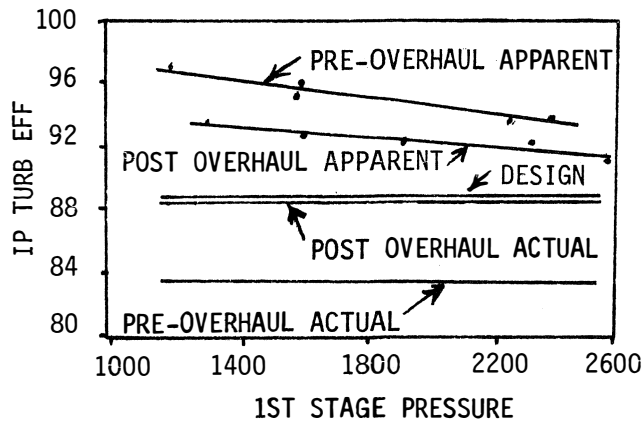 100
96
92
88
84
80
IP TURB EFF
PRE-OVERHAUL APPARENT
POST OVERHAUL APPARENT
DESIGN
POST OVERHAUL ACTUAL
PRE-OVERHAUL ACTUAL
1000 1400 1800 2200 2600
1ST STAGE PRESSURE